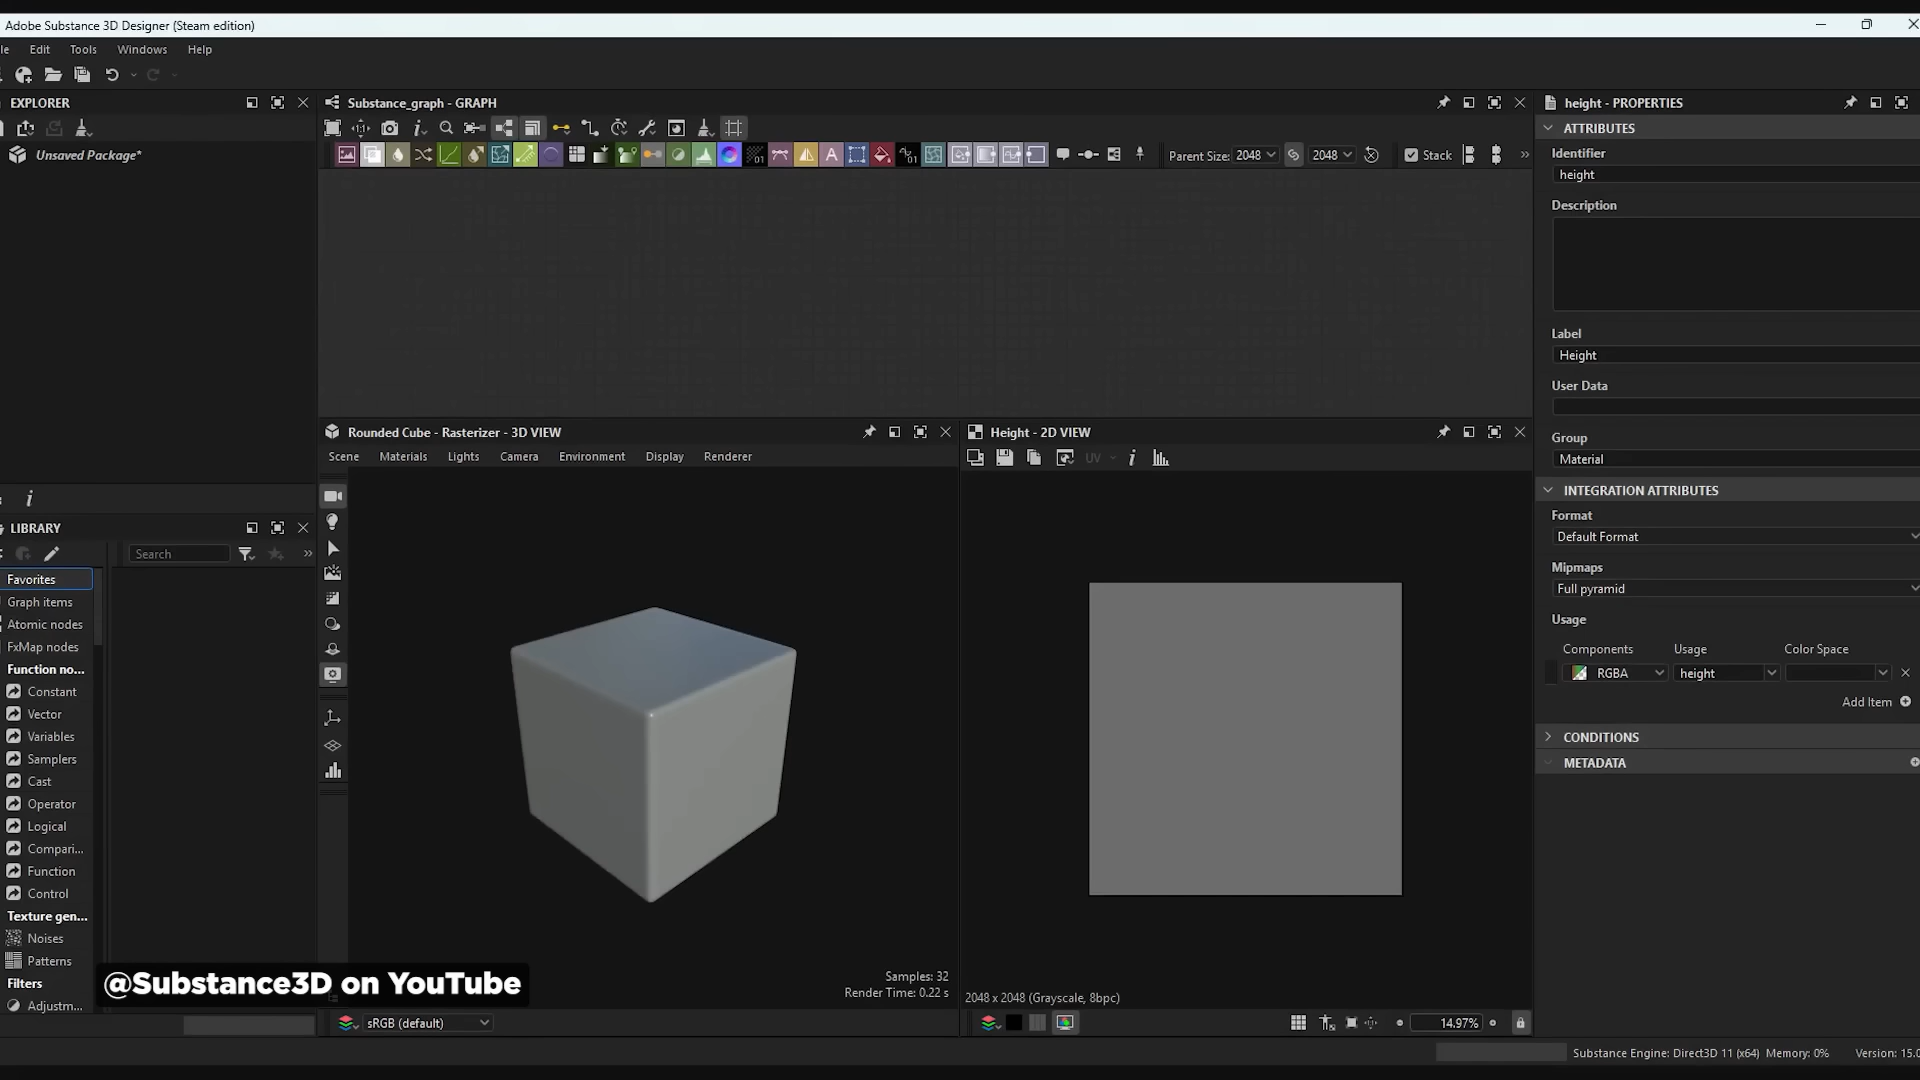 Adobe Substance 3D Designer (Steam edition)
le Edit Tools Windows Help
EXPLORER
Unsaved Package*
Substance_graph - GRAPH
Parent Size: 2048 2048 Stack
height - PROPERTIES
ATTRIBUTES
Identifier
height
Description
Label
Height
User Data
Group
Material
INTEGRATION ATTRIBUTES
Format
Default Format
Mipmaps
Full pyramid
Usage
Components Usage Color Space
RGBA height
Add Item
CONDITIONS
METADATA
Rounded Cube - Rasterizer - 3D VIEW
Scene Materials Lights Camera Environment Display Renderer
Samples: 32
Render Time: 0.22 s
sRGB (default)
Height - 2D VIEW
UV
2048 x 2048 (Grayscale, 8bpc)
14.97%
LIBRARY
Search
Favorites
Graph items
Atomic nodes
FxMap nodes
Function no...
Constant
Vector
Variables
Samplers
Cast
Operator
Logical
Compari...
Function
Control
Texture gen...
Noises
Patterns
Filters
Adjustm...
@Substance3D on YouTube
Substance Engine: Direct3D 11 (x64) Memory: 0% Version: 15.0